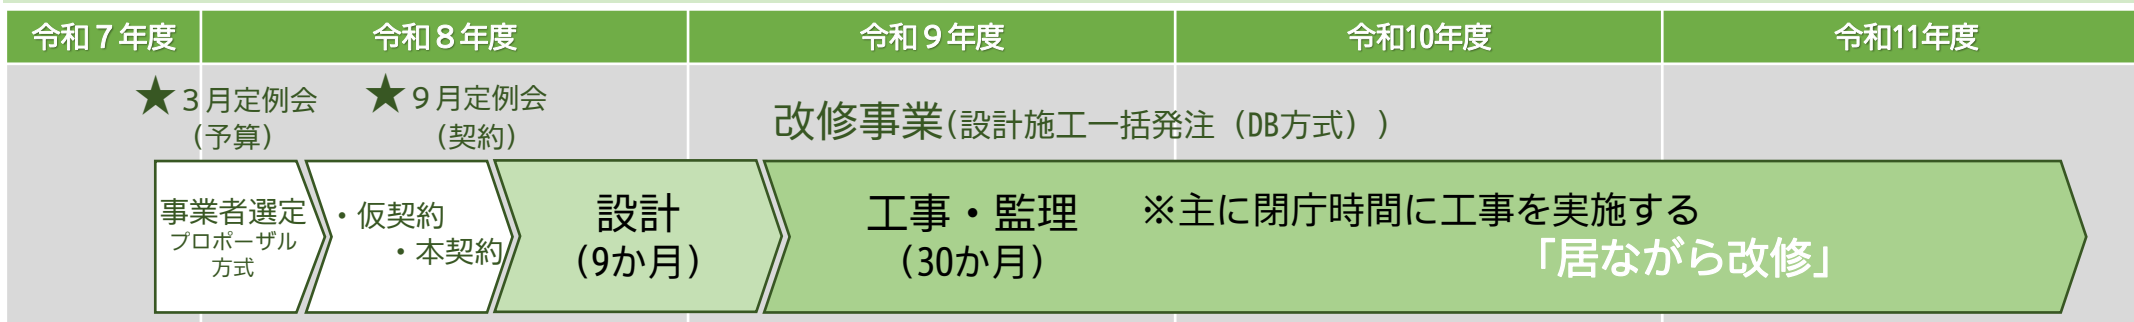 令和７年度
令和８年度
令和９年度
令和10年度
令和11年度
★３月定例会
（予算）
★９月定例会
（契約）
改修事業(設計施工一括発注（DB方式）)
事業者選定
プロポーザル
方式
・仮契約
・本契約
設計
（9か月）
工事・監理
（30か月）
※主に閉庁時間に工事を実施する
「居ながら改修」